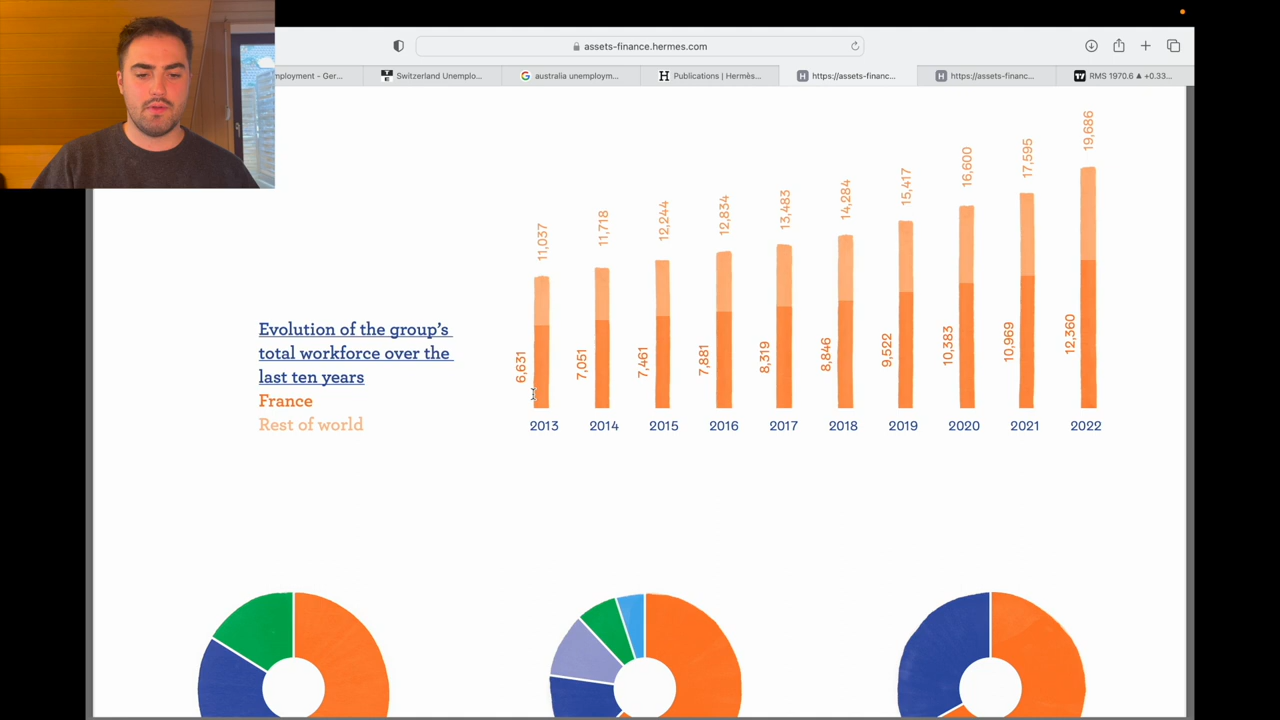 assets-finance.hermes.com
mployment - Ger...
Switzerland Unemplo...
australia unemploym...
Publications | Hermès...
https://assets-financ...
https://assets-financ...
RMS 1970.6 ▲ +0.33...
19,686
17,595
16,600
15,417
14,284
13,483
12,834
12,244
11,718
11,037
Evolution of the group's
total workforce over the
last ten years
France
Rest of world
6,631
7,051
7,461
7,881
8,319
8,846
9,522
10,383
10,969
12,360
2013 2014 2015 2016 2017 2018 2019 2020 2021 2022